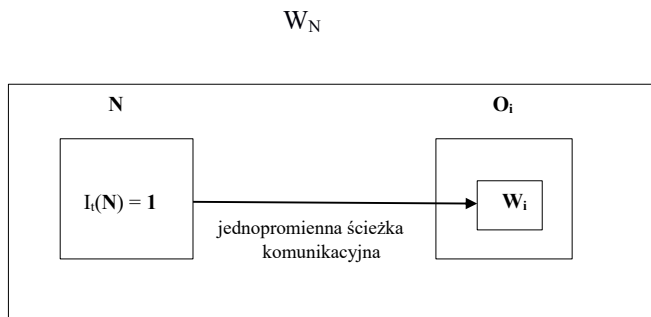 W_N
N
O_i
I_t(N) = 1
W_i
jednopromienna ścieżka
komunikacyjna